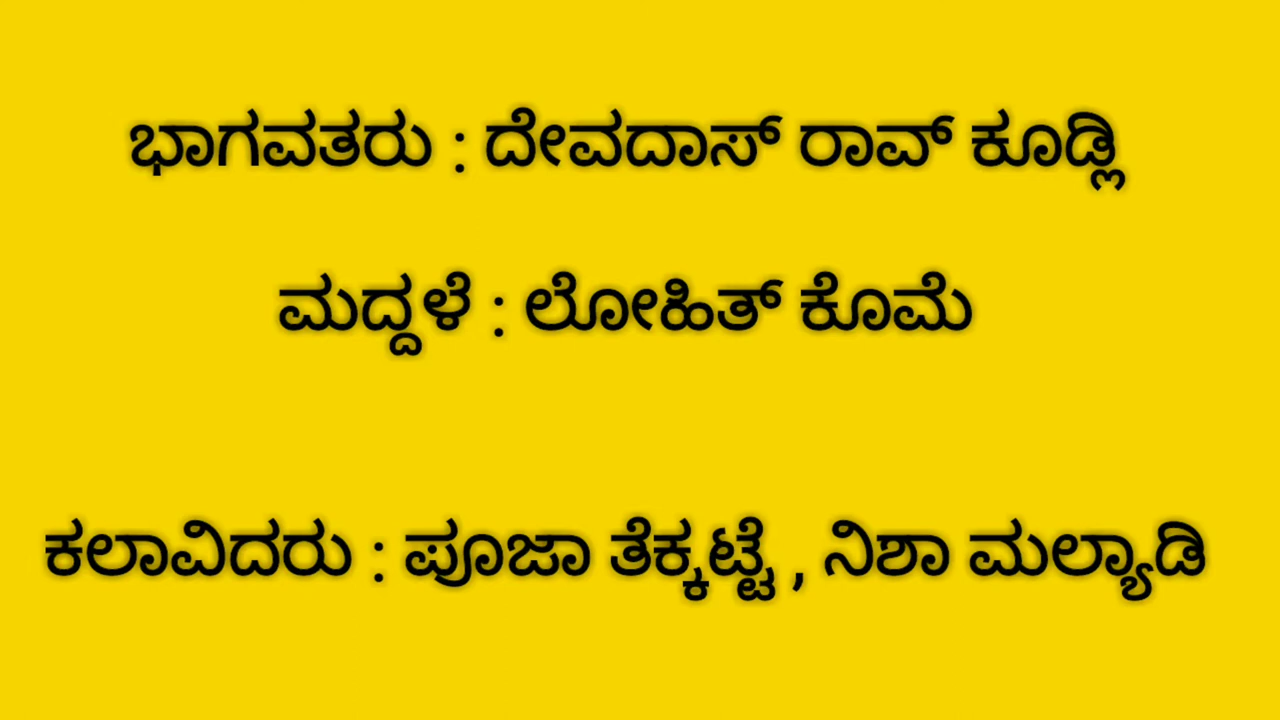 ಭಾಗವತರು : ದೇವದಾಸ್ ರಾವ್ ಕೂಡ್ಲಿ
ಮದ್ದಳೆ : ಲೋಹಿತ್ ಕೊಮೆ
ಕಲಾವಿದರು : ಪೂಜಾ ತೆಕ್ಕಟ್ಟೆ , ನಿಶಾ ಮಲ್ಯಾಡಿ